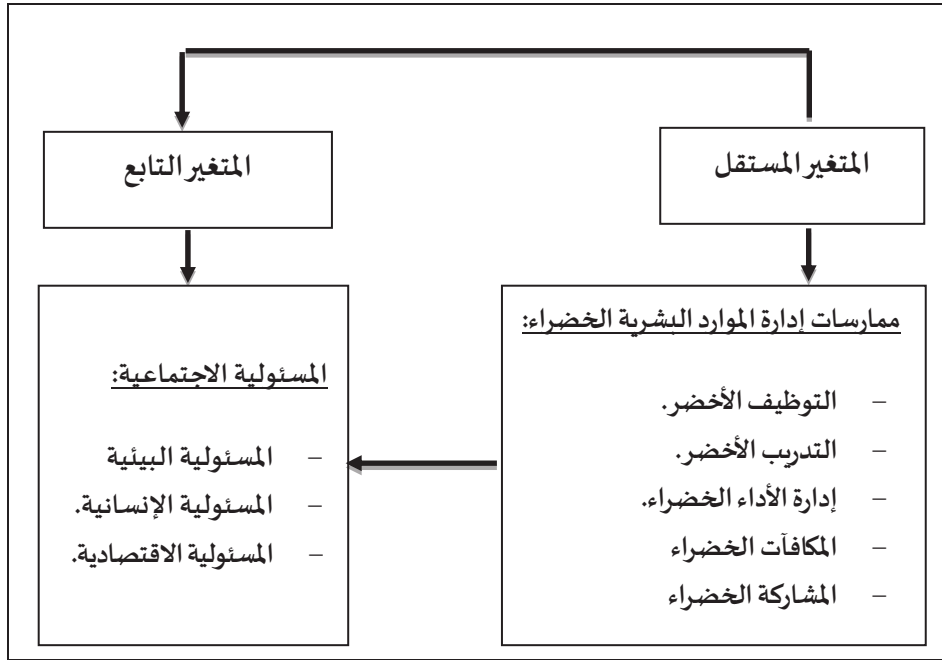 المتغير المستقل
المتغير التابع
ممارسات إدارة الموارد البشرية الخضراء:
– التوظيف الأخضر.
– التدريب الأخضر.
– إدارة الأداء الخضراء.
– المكافآت الخضراء
– المشاركة الخضراء
المسئولية الاجتماعية:
– المسئولية البيئية
– المسئولية الإنسانية.
– المسئولية الاقتصادية.